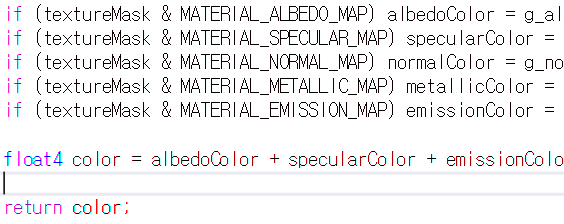 if (textureMask & MATERIAL_ALBEDO_MAP) albedoColor = g_al
if (textureMask & MATERIAL_SPECULAR_MAP) specularColor =
if (textureMask & MATERIAL_NORMAL_MAP) normalColor = g_no
if (textureMask & MATERIAL_METALLIC_MAP) metallicColor =
if (textureMask & MATERIAL_EMISSION_MAP) emissionColor =
float4 color = albedoColor + specularColor + emissionColo
return color;